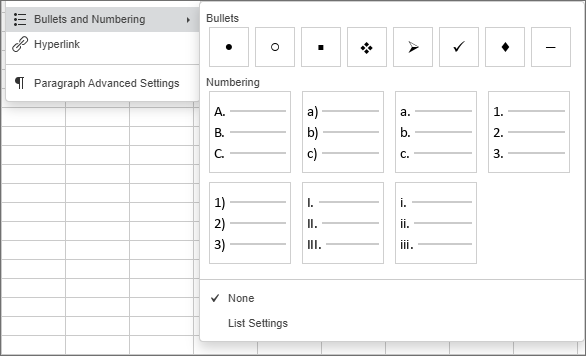 Bullets and Numbering
Hyperlink
Paragraph Advanced Settings
Bullets
Numbering
A.
B.
C.
a)
b)
c)
a.
b.
c.
1.
2.
3.
1)
2)
3)
I.
II.
III.
i.
ii.
iii.
None
List Settings